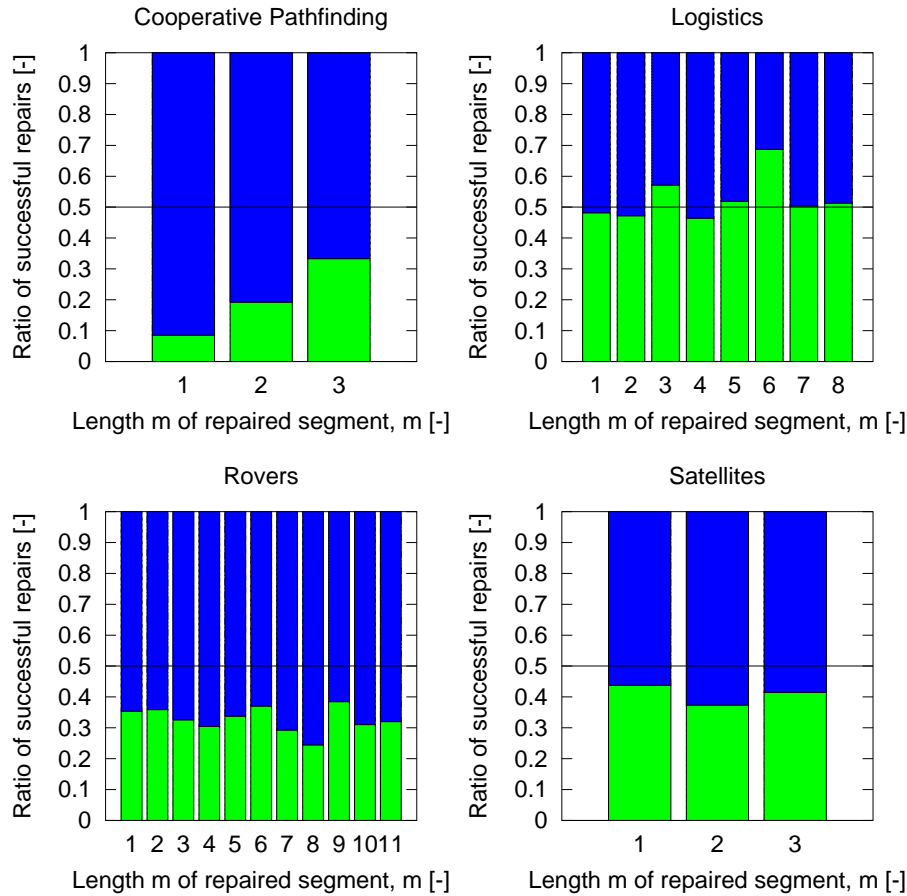 Cooperative Pathfinding
Ratio of successful repairs [-]
1
0.9
0.8
0.7
0.6
0.5
0.4
0.3
0.2
0.1
0
1 2 3
Length m of repaired segment, m [-]
Logistics
Ratio of successful repairs [-]
1
0.9
0.8
0.7
0.6
0.5
0.4
0.3
0.2
0.1
0
1 2 3 4 5 6 7 8
Length m of repaired segment, m [-]
Rovers
Ratio of successful repairs [-]
1
0.9
0.8
0.7
0.6
0.5
0.4
0.3
0.2
0.1
0
1 2 3 4 5 6 7 8 9 10 11
Length m of repaired segment, m [-]
Satellites
Ratio of successful repairs [-]
1
0.9
0.8
0.7
0.6
0.5
0.4
0.3
0.2
0.1
0
1 2 3
Length m of repaired segment, m [-]